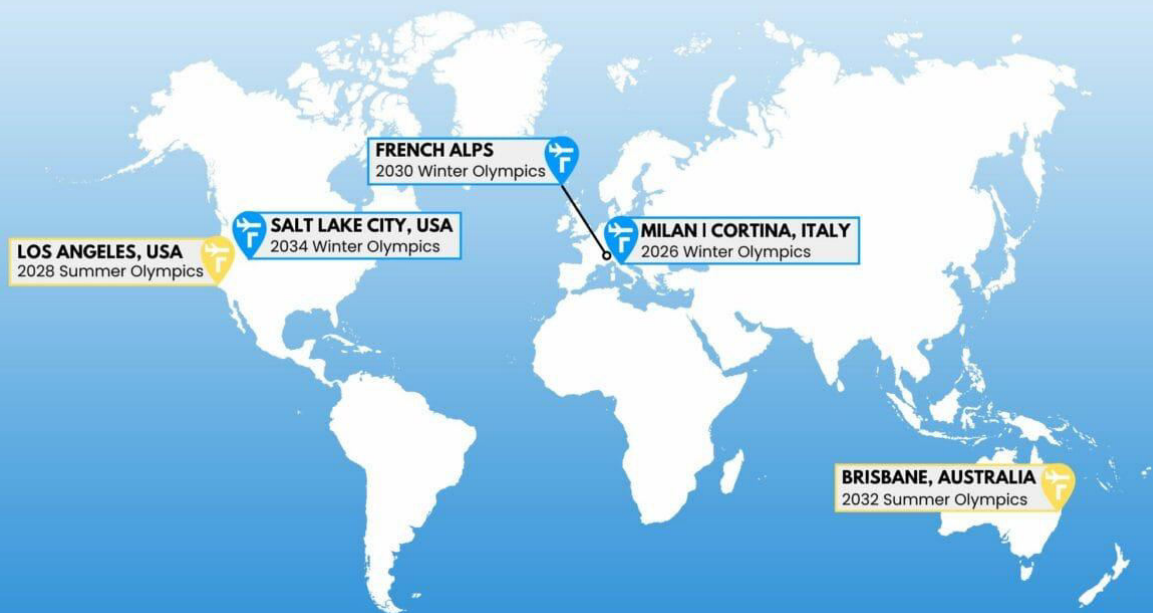 FRENCH ALPS
2030 Winter Olympics
SALT LAKE CITY, USA
2034 Winter Olympics
MILAN | CORTINA, ITALY
2026 Winter Olympics
LOS ANGELES, USA
2028 Summer Olympics
BRISBANE, AUSTRALIA
2032 Summer Olympics